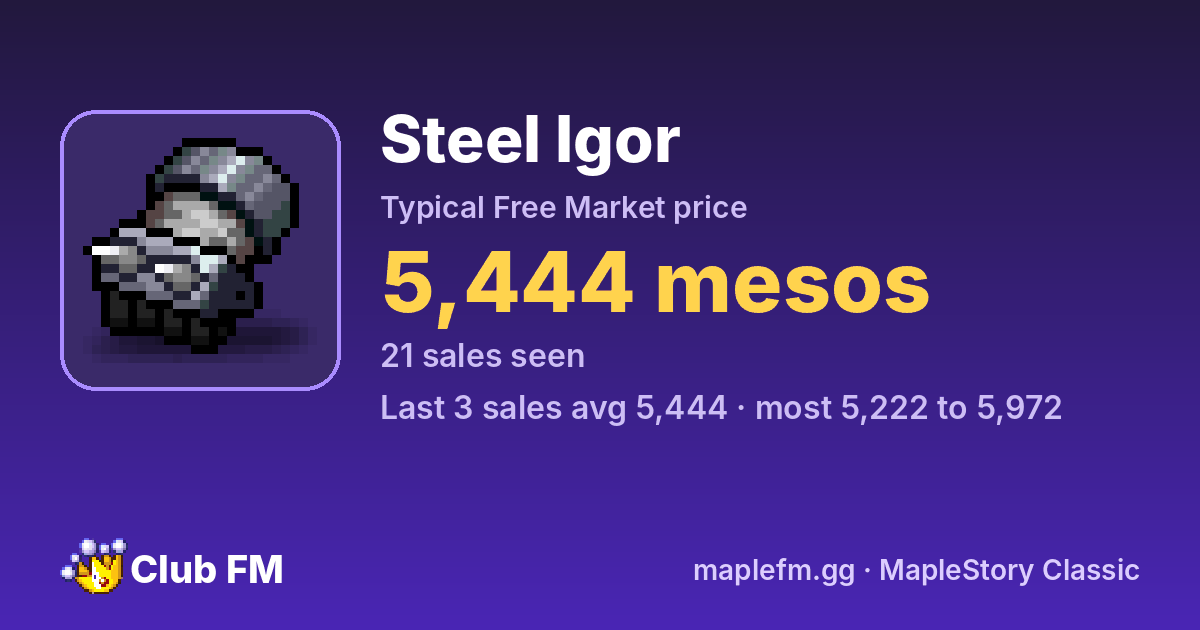 Steel Igor
Typical Free Market price
5,444 mesos
21 sales seen
Last 3 sales avg 5,444 · most 5,222 to 5,972
Club FM
maplefm.gg · MapleStory Classic